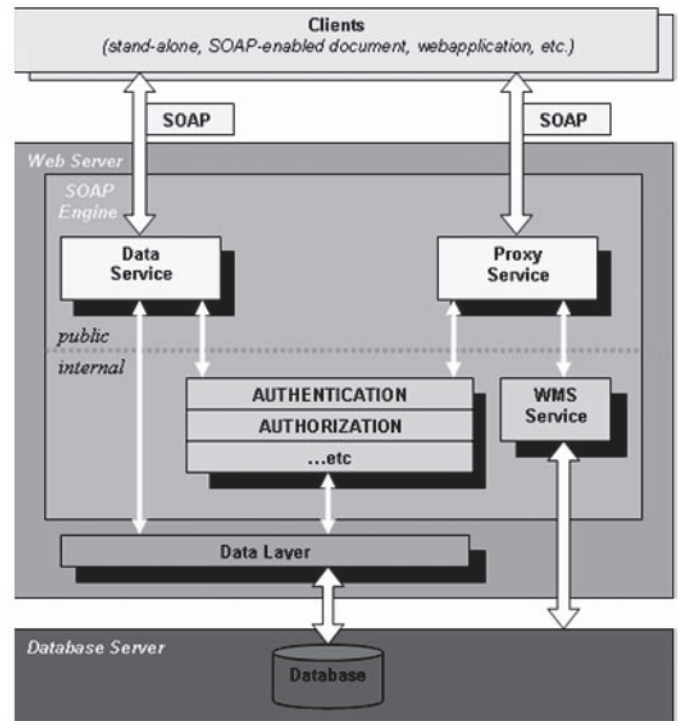 Clients
(stand-alone, SOAP-enabled document, webapplication, etc.)
SOAP
SOAP
Web Server
SOAP
Engine
Data
Service
Proxy
Service
public
internal
AUTHENTICATION
AUTHORIZATION
...etc
WMS
Service
Data Layer
Database Server
Database